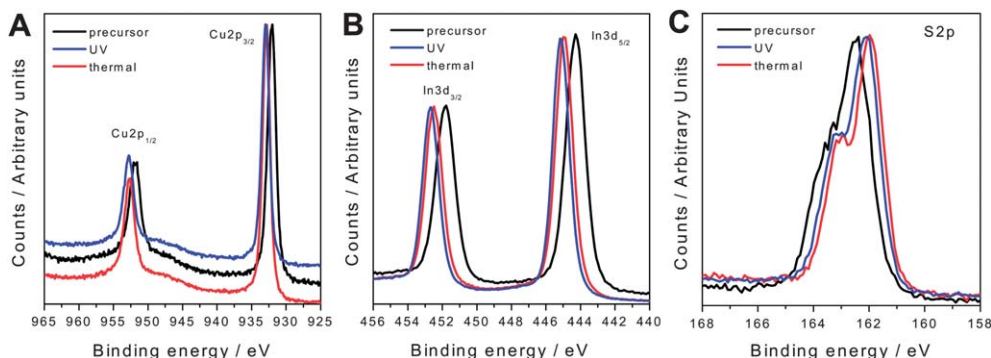 A
precursor
UV
thermal
Cu2p3/2
Cu2p1/2
Counts / Arbitrary units
965 960 955 950 945 940 935 930 925
Binding energy / eV
B
precursor
UV
thermal
In3d5/2
In3d3/2
Counts / Arbitrary units
456 454 452 450 448 446 444 442 440
Binding energy / eV
C
precursor
UV
thermal
S2p
Counts / Arbitrary Units
168 166 164 162 160 158
Binding energy / eV